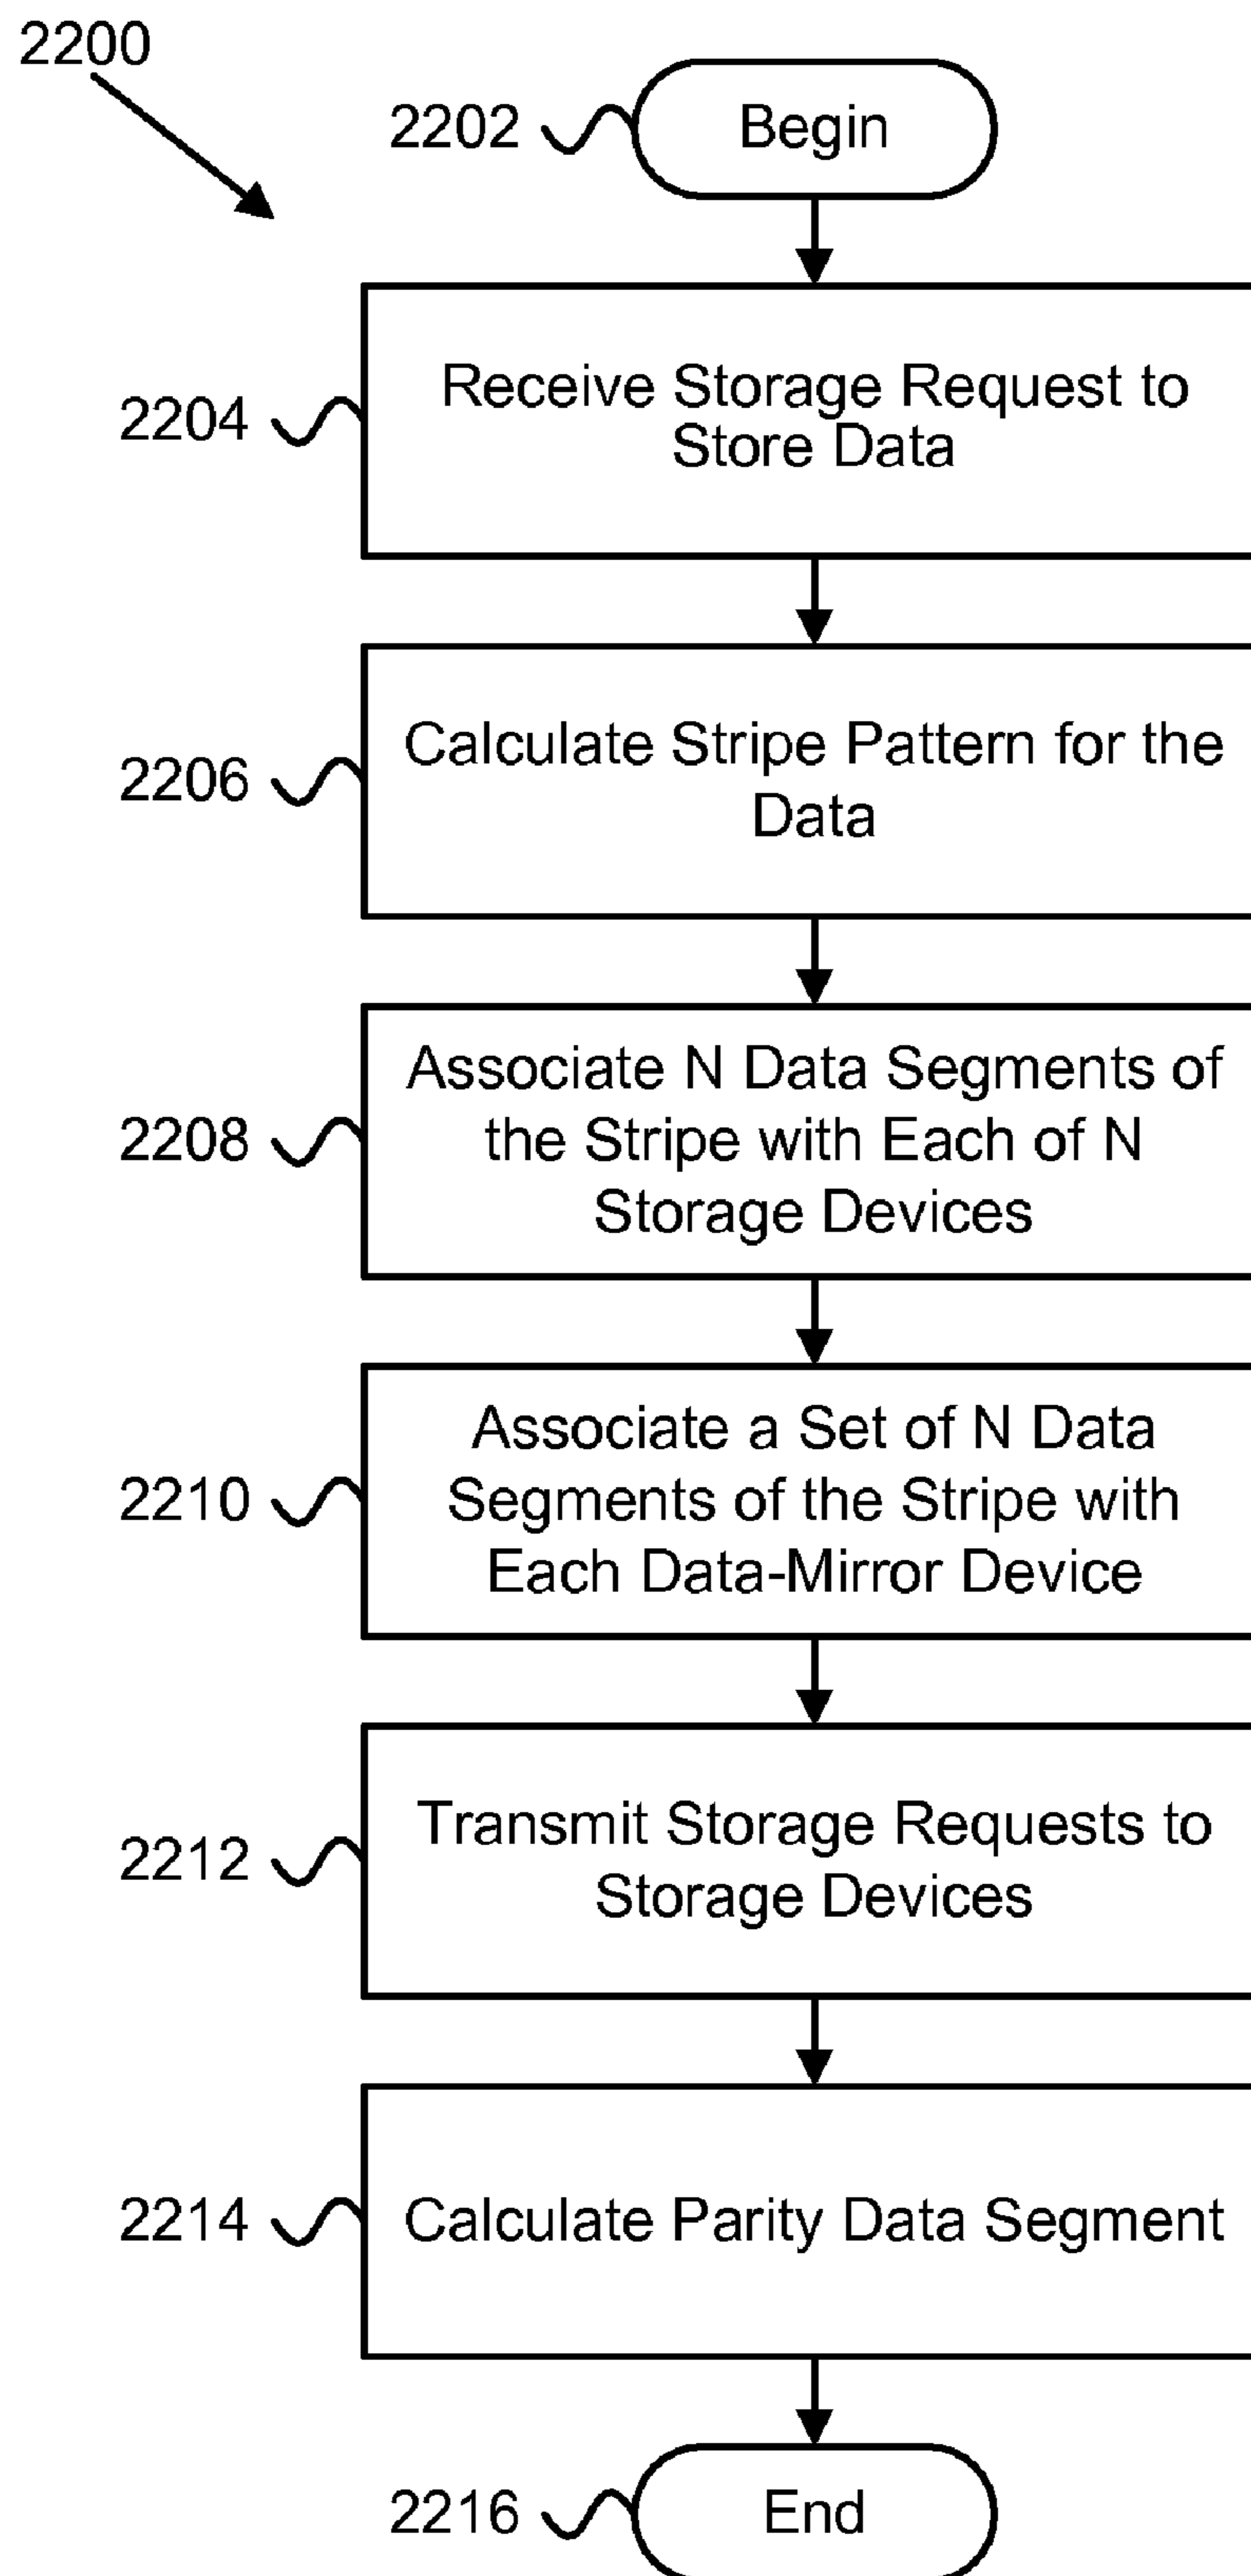 2200
2202
Begin
2204
Receive Storage Request to
Store Data
2206
Calculate Stripe Pattern for the
Data
2208
Associate N Data Segments of
the Stripe with Each of N
Storage Devices
2210
Associate a Set of N Data
Segments of the Stripe with
Each Data-Mirror Device
2212
Transmit Storage Requests to
Storage Devices
2214
Calculate Parity Data Segment
2216
End